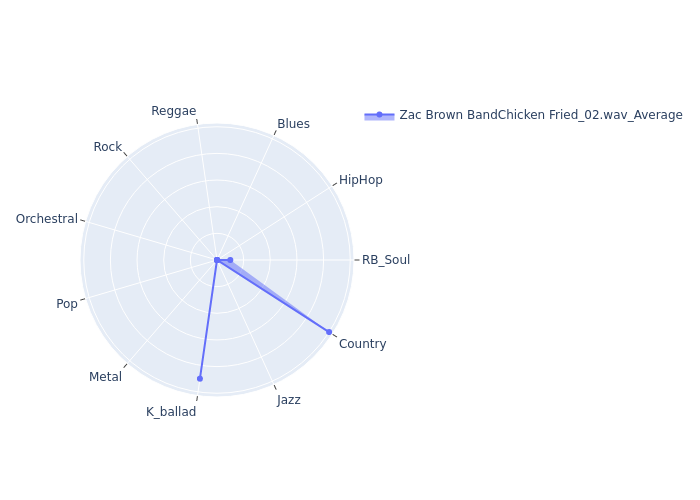 Reggae
Blues
Zac Brown BandChicken Fried_02.wav_Average
Rock
HipHop
Orchestral
RB_Soul
Pop
Country
Metal
Jazz
K_ballad